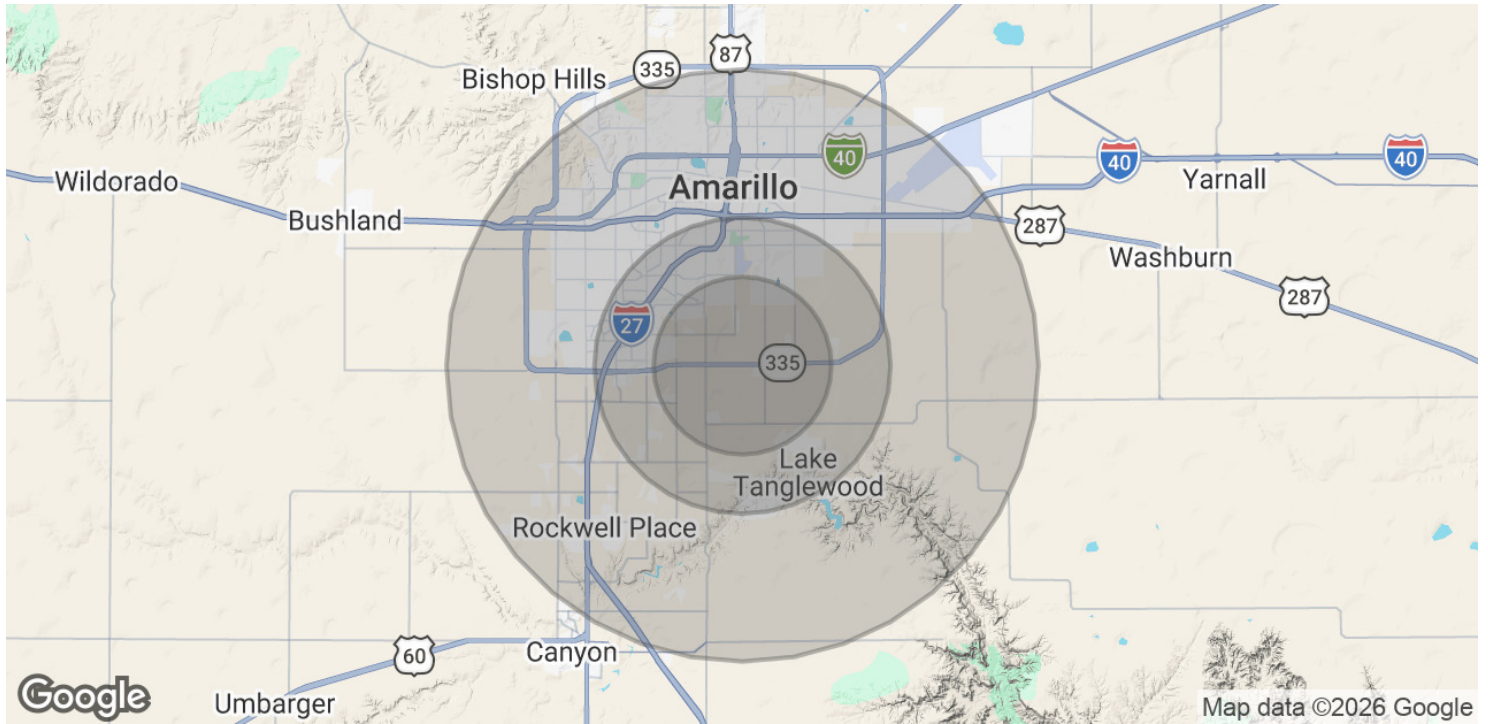 87
335
Bishop Hills
40
40
40
Wildorado
Amarillo
Yarnall
Bushland
287
Washburn
287
27
335
Lake
Tanglewood
Rockwell Place
Canyon
60
Umbarger
Google
Map data ©2026 Google